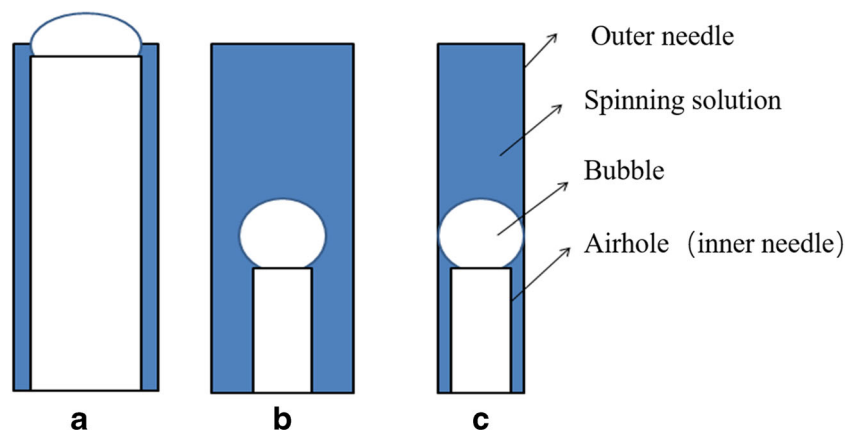 Outer needle
Spinning solution
Bubble
Airhole（inner needle）
a b c